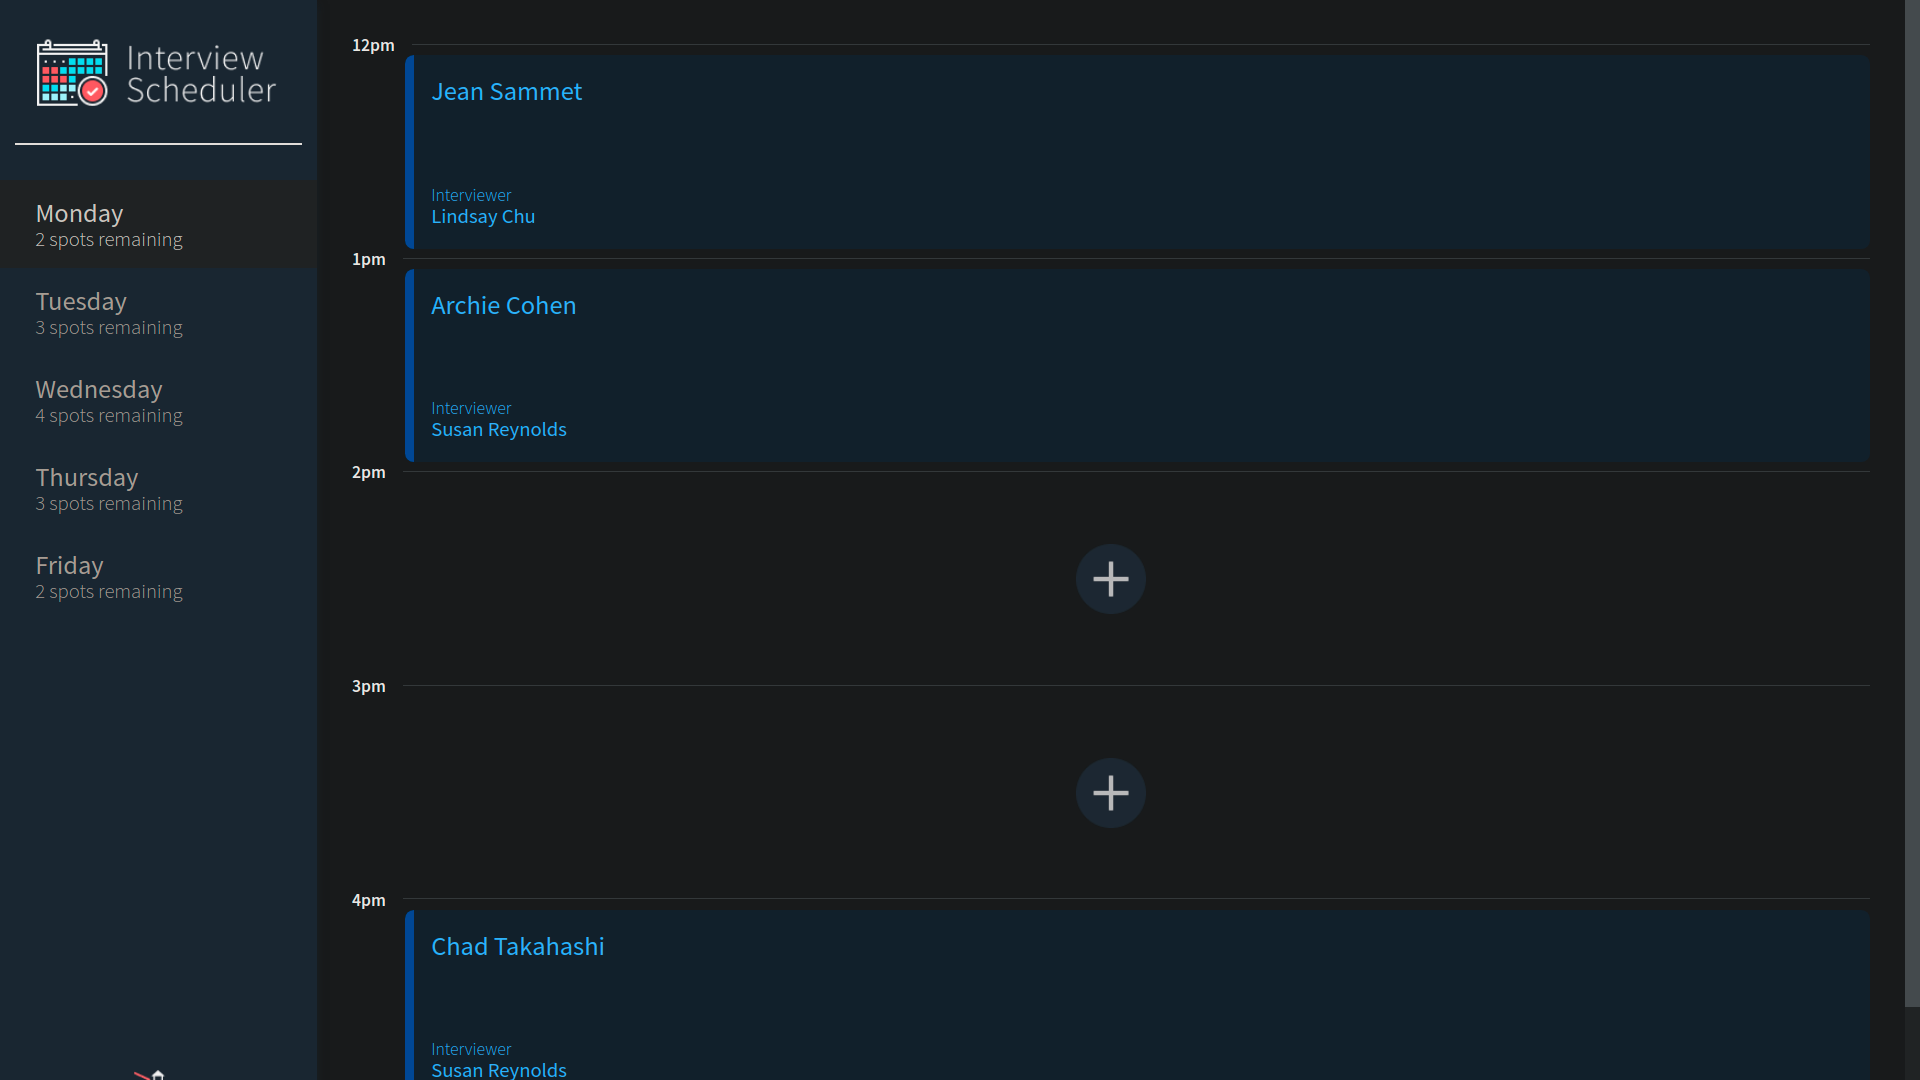 Interview
Scheduler
Monday
2 spots remaining
Tuesday
3 spots remaining
Wednesday
4 spots remaining
Thursday
3 spots remaining
Friday
2 spots remaining
12pm
Jean Sammet
Interviewer
Lindsay Chu
1pm
Archie Cohen
Interviewer
Susan Reynolds
2pm
3pm
4pm
Chad Takahashi
Interviewer
Susan Reynolds